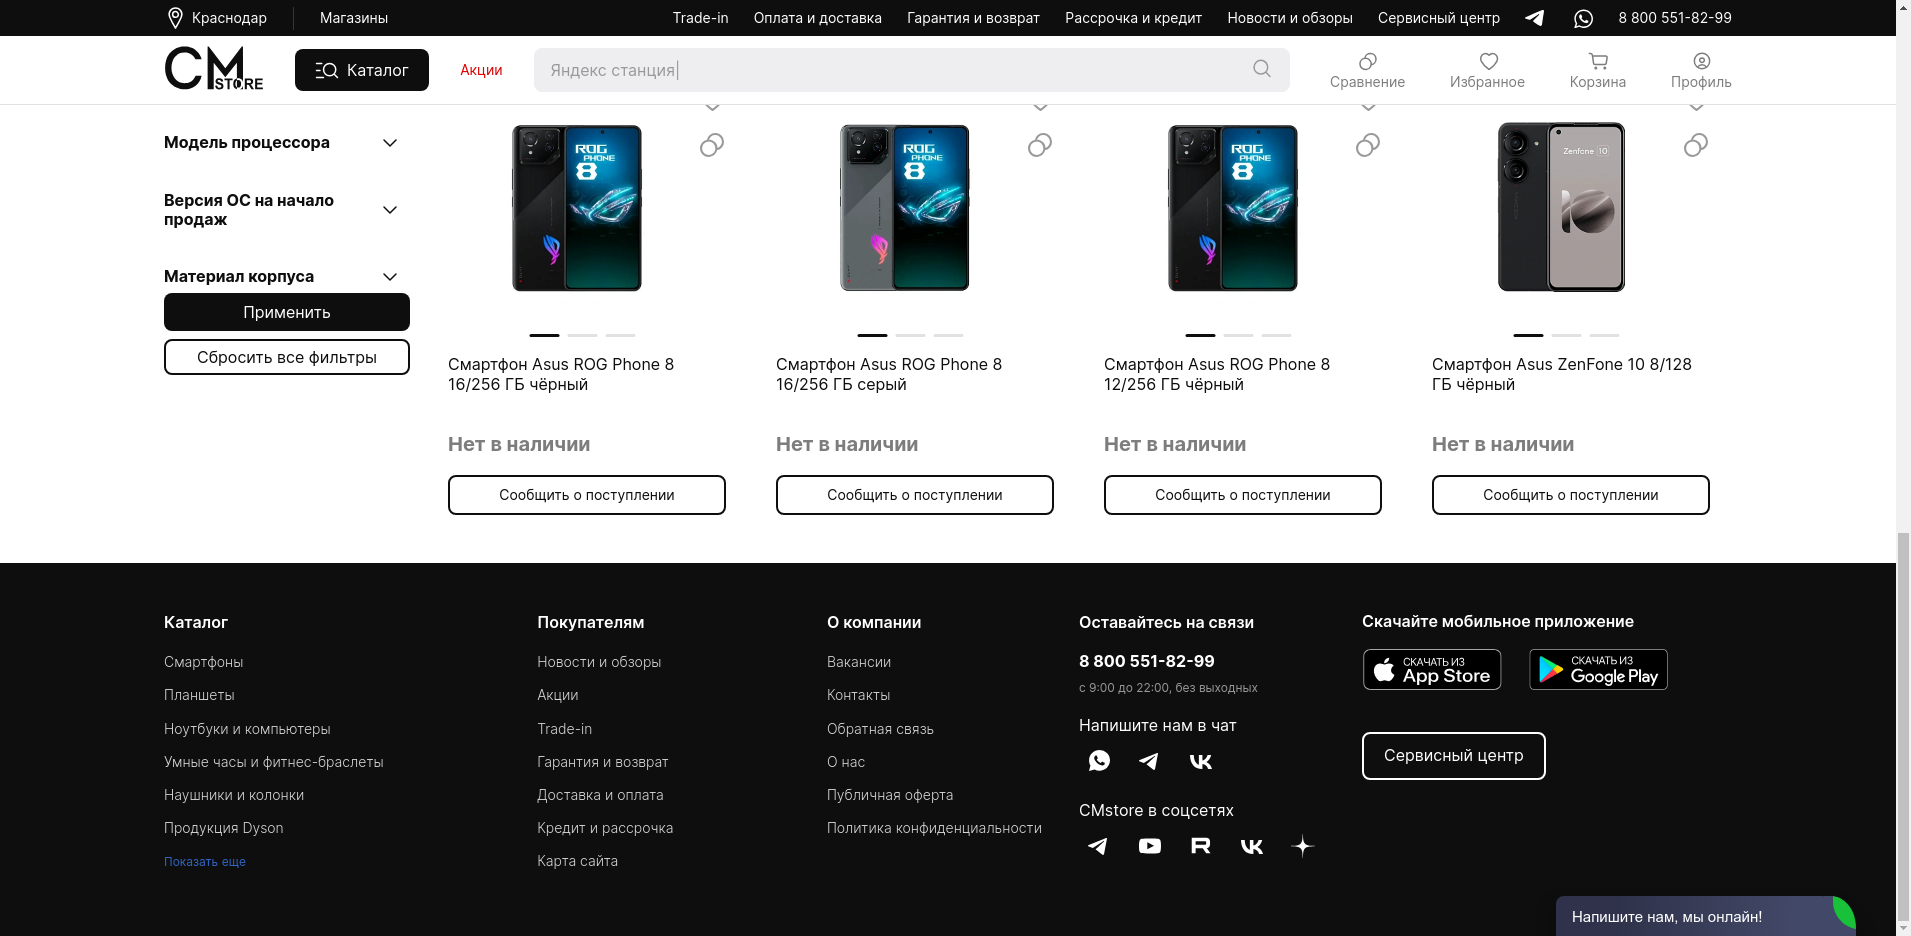 Краснодар
Магазины
Trade-in
Оплата и доставка
Гарантия и возврат
Рассрочка и кредит
Новости и обзоры
Сервисный центр
8 800 551-82-99
CM STORE
Каталог
Акции
Яндекс станция|
Сравнение
Избранное
Корзина
Профиль
Модель процессора
Версия ОС на начало
продаж
Материал корпуса
Применить
Сбросить все фильтры
ROG
PHONE
8
ROG
PHONE
8
ROG
PHONE
8
Zenfone 10
10
Смартфон Asus ROG Phone 8
16/256 ГБ чёрный
Нет в наличии
Сообщить о поступлении
Смартфон Asus ROG Phone 8
16/256 ГБ серый
Нет в наличии
Сообщить о поступлении
Смартфон Asus ROG Phone 8
12/256 ГБ чёрный
Нет в наличии
Сообщить о поступлении
Смартфон Asus ZenFone 10 8/128
ГБ чёрный
Нет в наличии
Сообщить о поступлении
Каталог
Смартфоны
Планшеты
Ноутбуки и компьютеры
Умные часы и фитнес-браслеты
Наушники и колонки
Продукция Dyson
Показать еще
Покупателям
Новости и обзоры
Акции
Trade-in
Гарантия и возврат
Доставка и оплата
Кредит и рассрочка
Карта сайта
О компании
Вакансии
Контакты
Обратная связь
О нас
Публичная оферта
Политика конфиденциальности
Оставайтесь на связи
8 800 551-82-99
с 9:00 до 22:00, без выходных
Напишите нам в чат
CMstore в соцсетях
Скачайте мобильное приложение
СКАЧАТЬ ИЗ
App Store
СКАЧАТЬ ИЗ
Google Play
Сервисный центр
Напишите нам, мы онлайн!